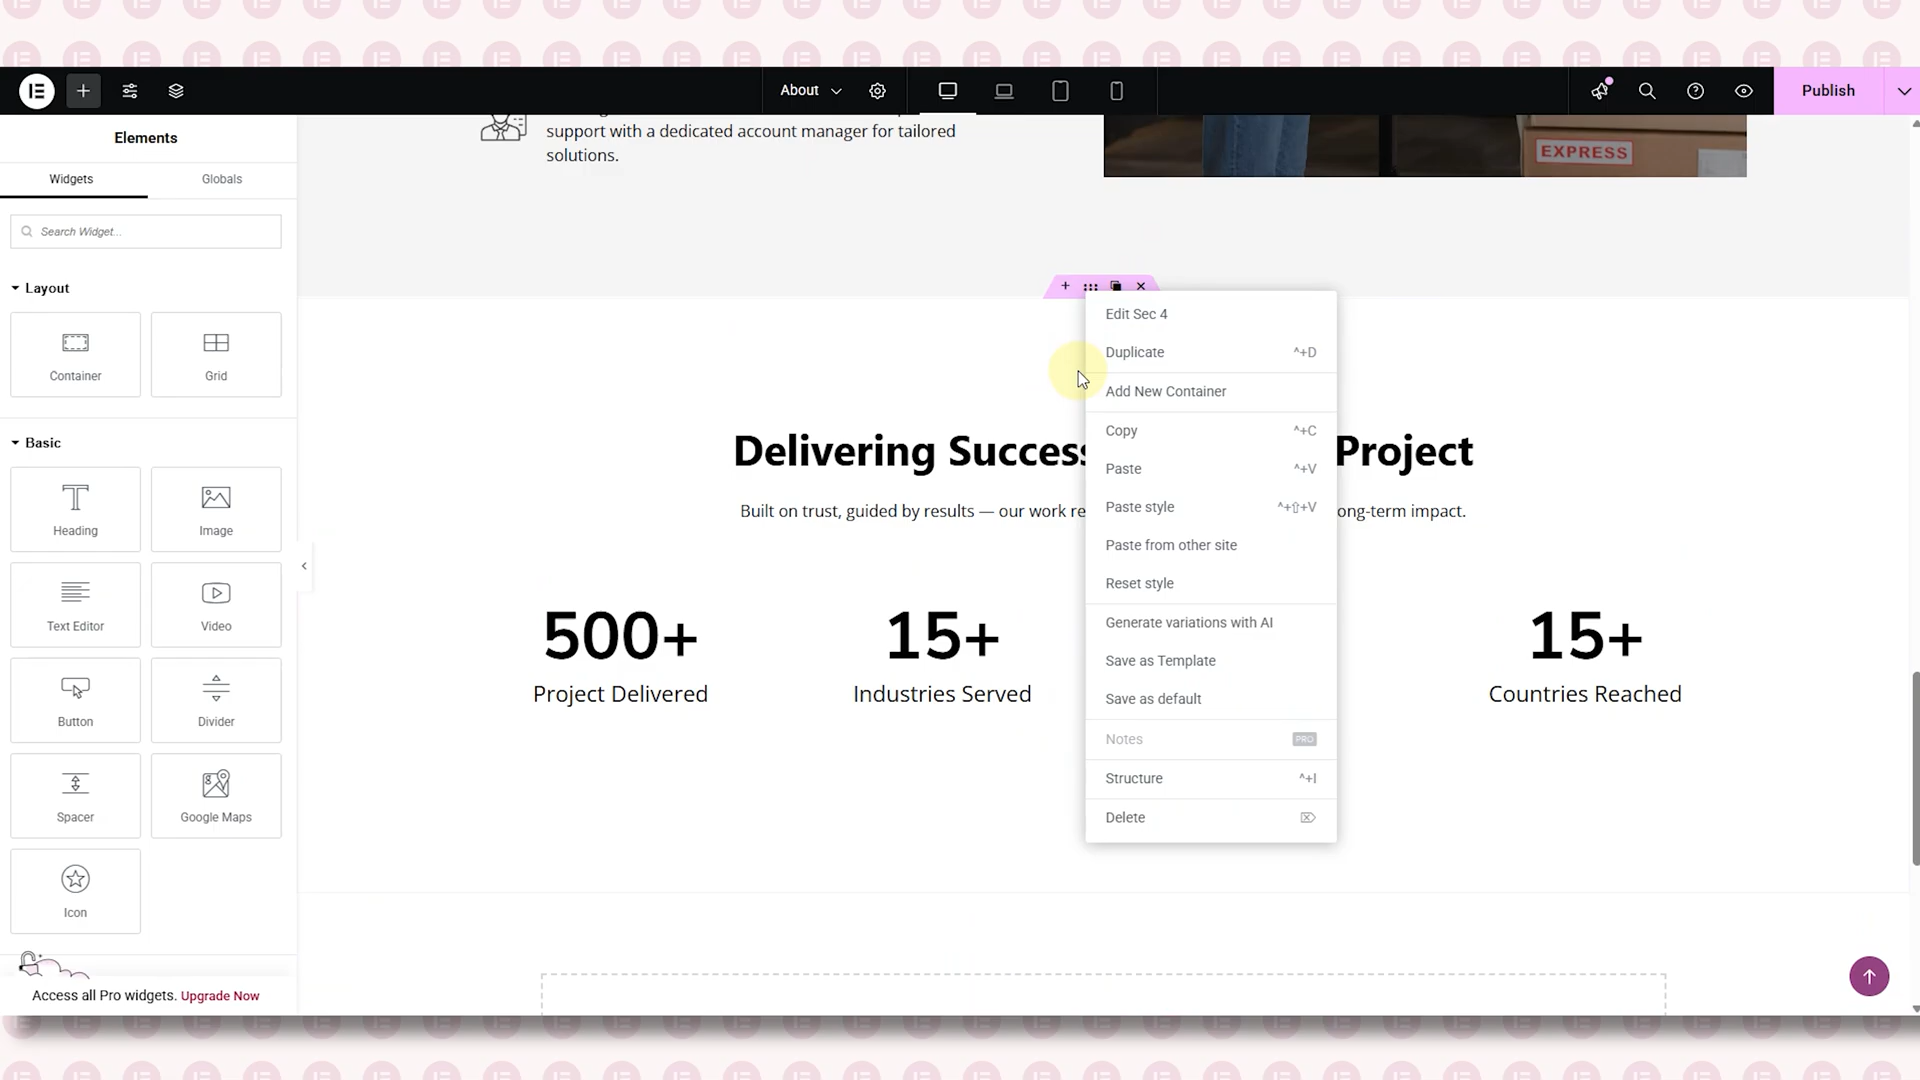 About
Publish
Elements
Widgets
Globals
Search Widget...
Layout
Container
Grid
Basic
Heading
Image
Text Editor
Video
Button
Divider
Spacer
Google Maps
Icon
Access all Pro widgets. Upgrade Now
support with a dedicated account manager for tailored
solutions.
EXPRESS
Edit Sec 4
Duplicate ^+D
Add New Container
Copy ^+C
Paste ^+V
Paste style ^+⇧+V
Paste from other site
Reset style
Generate variations with AI
Save as Template
Save as default
Notes PRO
Structure ^+I
Delete
Delivering Success Project
Built on trust, guided by results — our work re ong-term impact.
500+
Project Delivered
15+
Industries Served
15+
Countries Reached